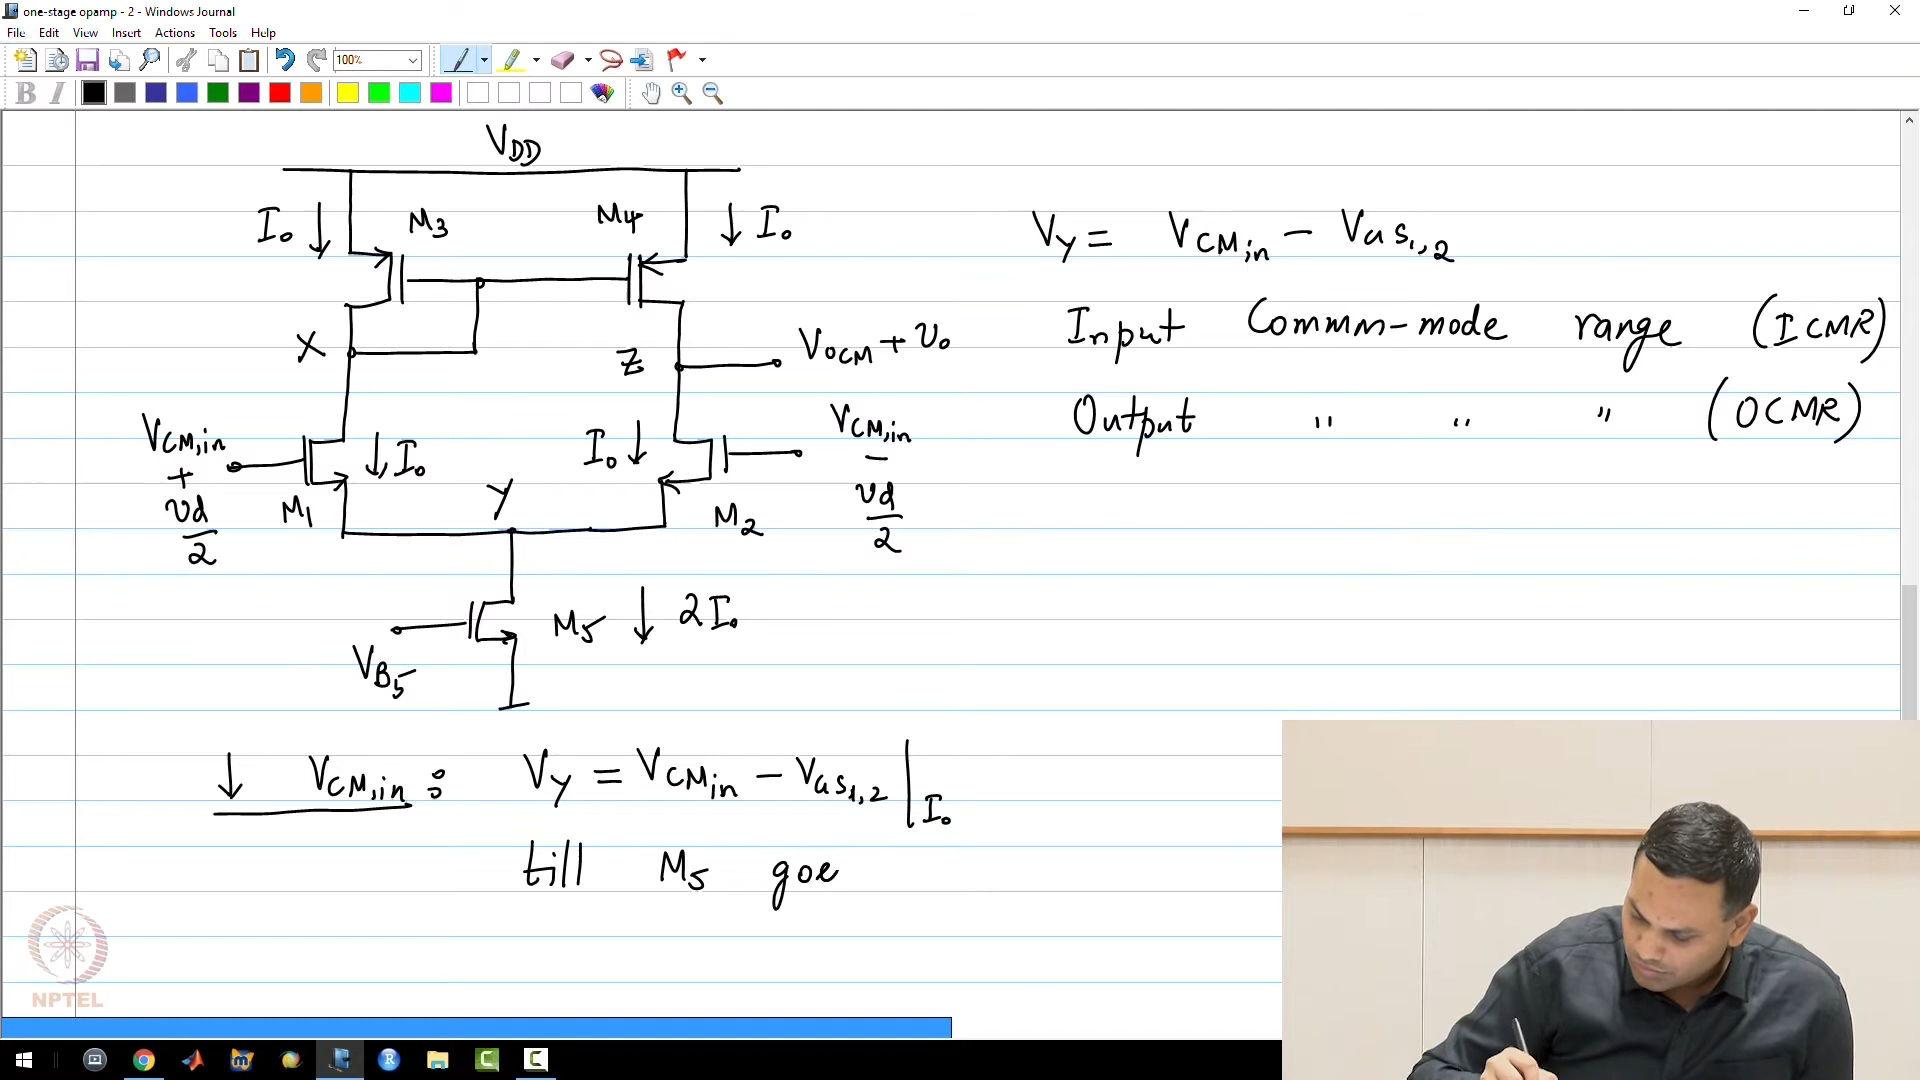 one-stage opamp - 2 - Windows Journal
File Edit View Insert Actions Tools Help
100%
B I
VDD
I₀ ↓ M3 M4 ↓ I₀
X Z VOCM + vo
VCM,in + vd/2
↓ I₀ I₀ ↓
VCM,in - vd/2
M1 Y M2
VB5 M5 ↓ 2I₀
VY = VCMin - VGS1,2
Input Commm-mode range (ICMR)
Output " " " (OCMR)
↓ VCM,in : VY = VCMin - VGS1,2 | I₀
till M5 goe
NPTEL